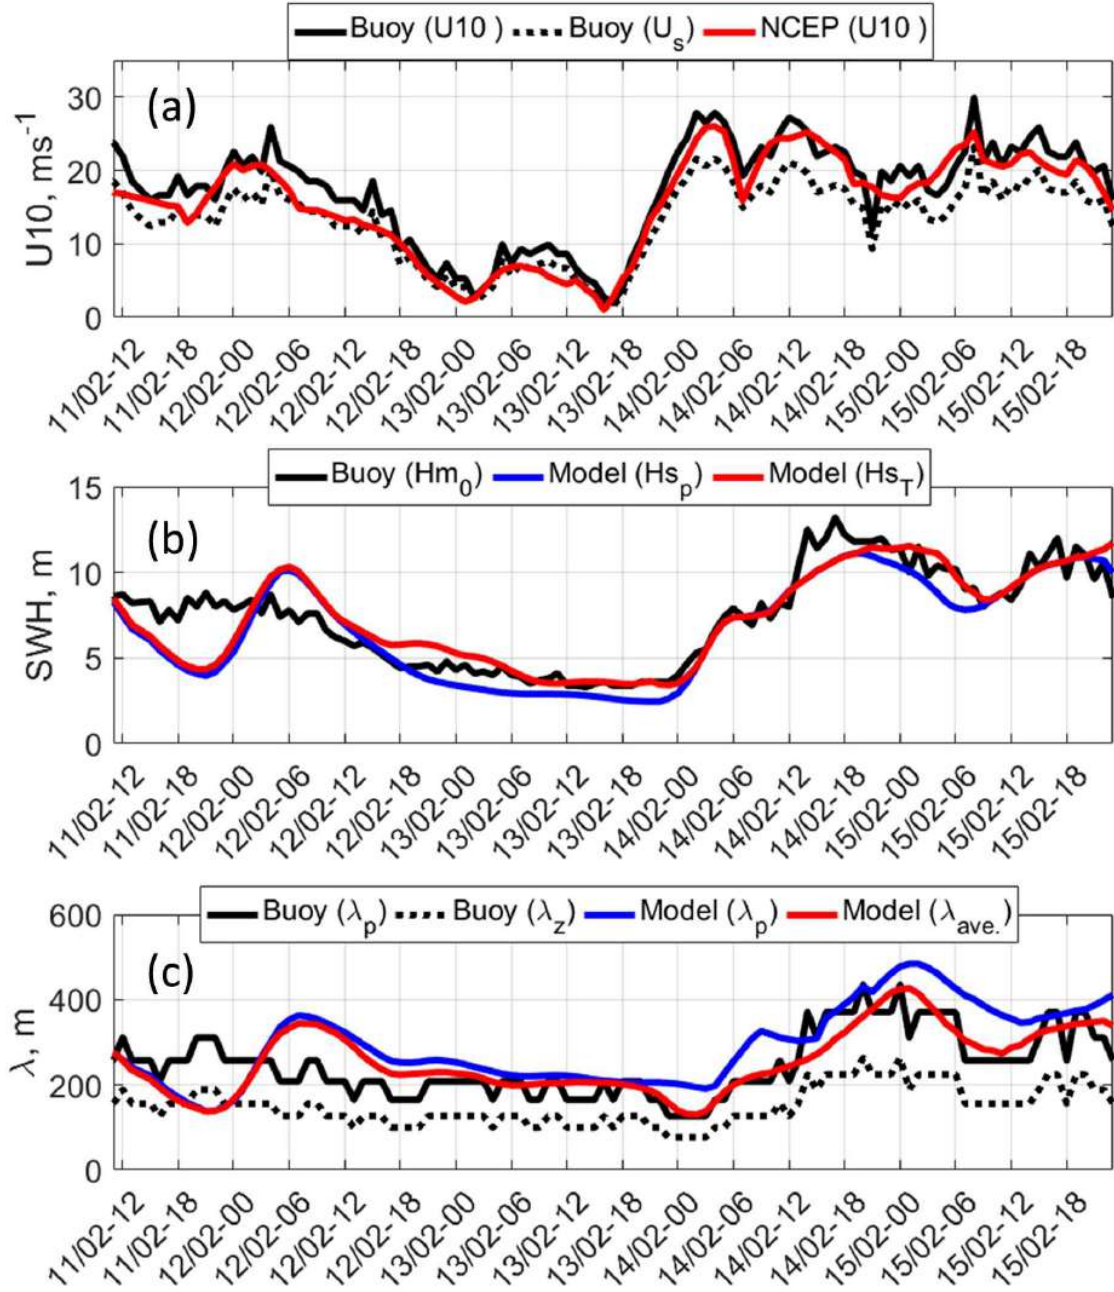 Buoy (U10 ) Buoy (U_s) NCEP (U10 )
(a)
U10, ms⁻¹
30
20
10
0
11/02-12 11/02-18 12/02-00 12/02-06 12/02-12 12/02-18 13/02-00 13/02-06 13/02-12 13/02-18 14/02-00 14/02-06 14/02-12 14/02-18 15/02-00 15/02-06 15/02-12 15/02-18
Buoy (Hm_0) Model (Hs_p) Model (Hs_T)
(b)
SWH, m
15
10
5
0
11/02-12 11/02-18 12/02-00 12/02-06 12/02-12 12/02-18 13/02-00 13/02-06 13/02-12 13/02-18 14/02-00 14/02-06 14/02-12 14/02-18 15/02-00 15/02-06 15/02-12 15/02-18
Buoy (λ_p) Buoy (λ_z) Model (λ_p) Model (λ_ave.)
(c)
λ, m
600
400
200
0
11/02-12 11/02-18 12/02-00 12/02-06 12/02-12 12/02-18 13/02-00 13/02-06 13/02-12 13/02-18 14/02-00 14/02-06 14/02-12 14/02-18 15/02-00 15/02-06 15/02-12 15/02-18